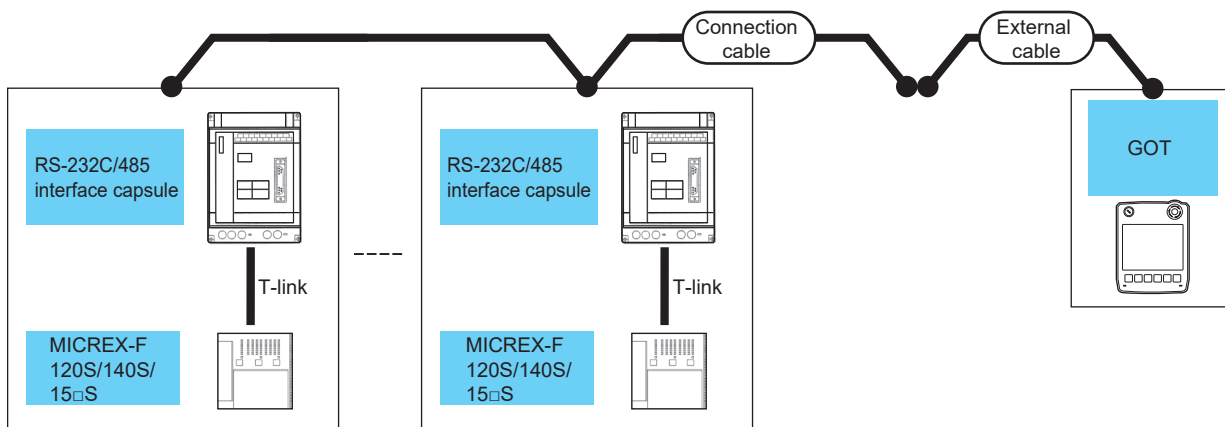 Connection
cable
External
cable
RS-232C/485
interface capsule
T-link
MICREX-F
120S/140S/
15□S
RS-232C/485
interface capsule
T-link
MICREX-F
120S/140S/
15□S
GOT